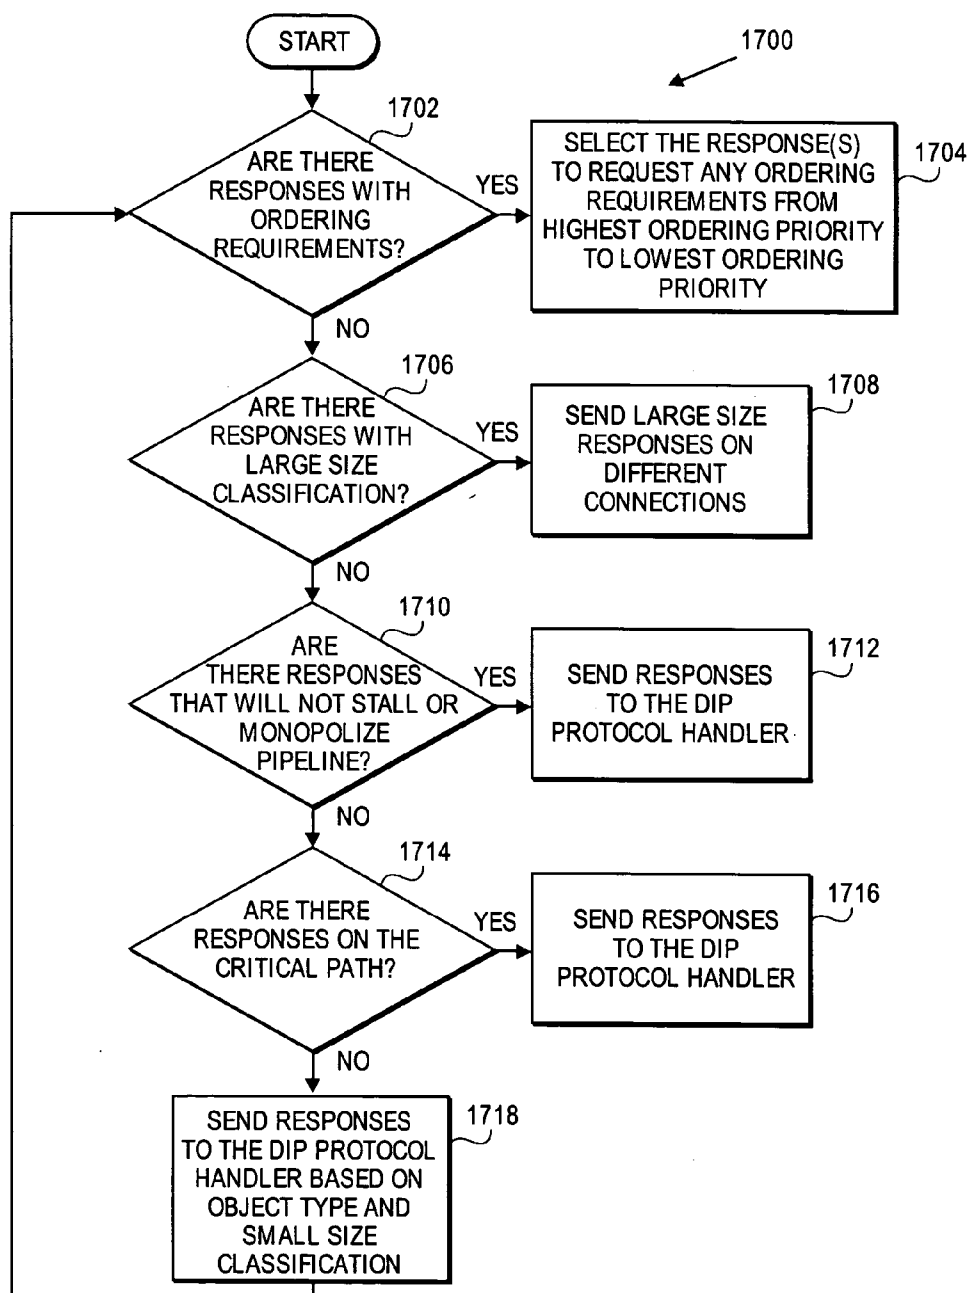 START
1700
1702
ARE THERE
RESPONSES WITH
ORDERING
REQUIREMENTS?
YES
SELECT THE RESPONSE(S)
TO REQUEST ANY ORDERING
REQUIREMENTS FROM
HIGHEST ORDERING PRIORITY
TO LOWEST ORDERING
PRIORITY
1704
NO
1706
ARE THERE
RESPONSES WITH
LARGE SIZE
CLASSIFICATION?
YES
SEND LARGE SIZE
RESPONSES ON
DIFFERENT
CONNECTIONS
1708
NO
1710
ARE
THERE RESPONSES
THAT WILL NOT STALL OR
MONOPOLIZE
PIPELINE?
YES
SEND RESPONSES
TO THE DIP
PROTOCOL HANDLER
1712
NO
1714
ARE THERE
RESPONSES ON THE
CRITICAL PATH?
YES
SEND RESPONSES
TO THE DIP
PROTOCOL HANDLER
1716
NO
SEND RESPONSES
TO THE DIP PROTOCOL
HANDLER BASED ON
OBJECT TYPE AND
SMALL SIZE
CLASSIFICATION
1718